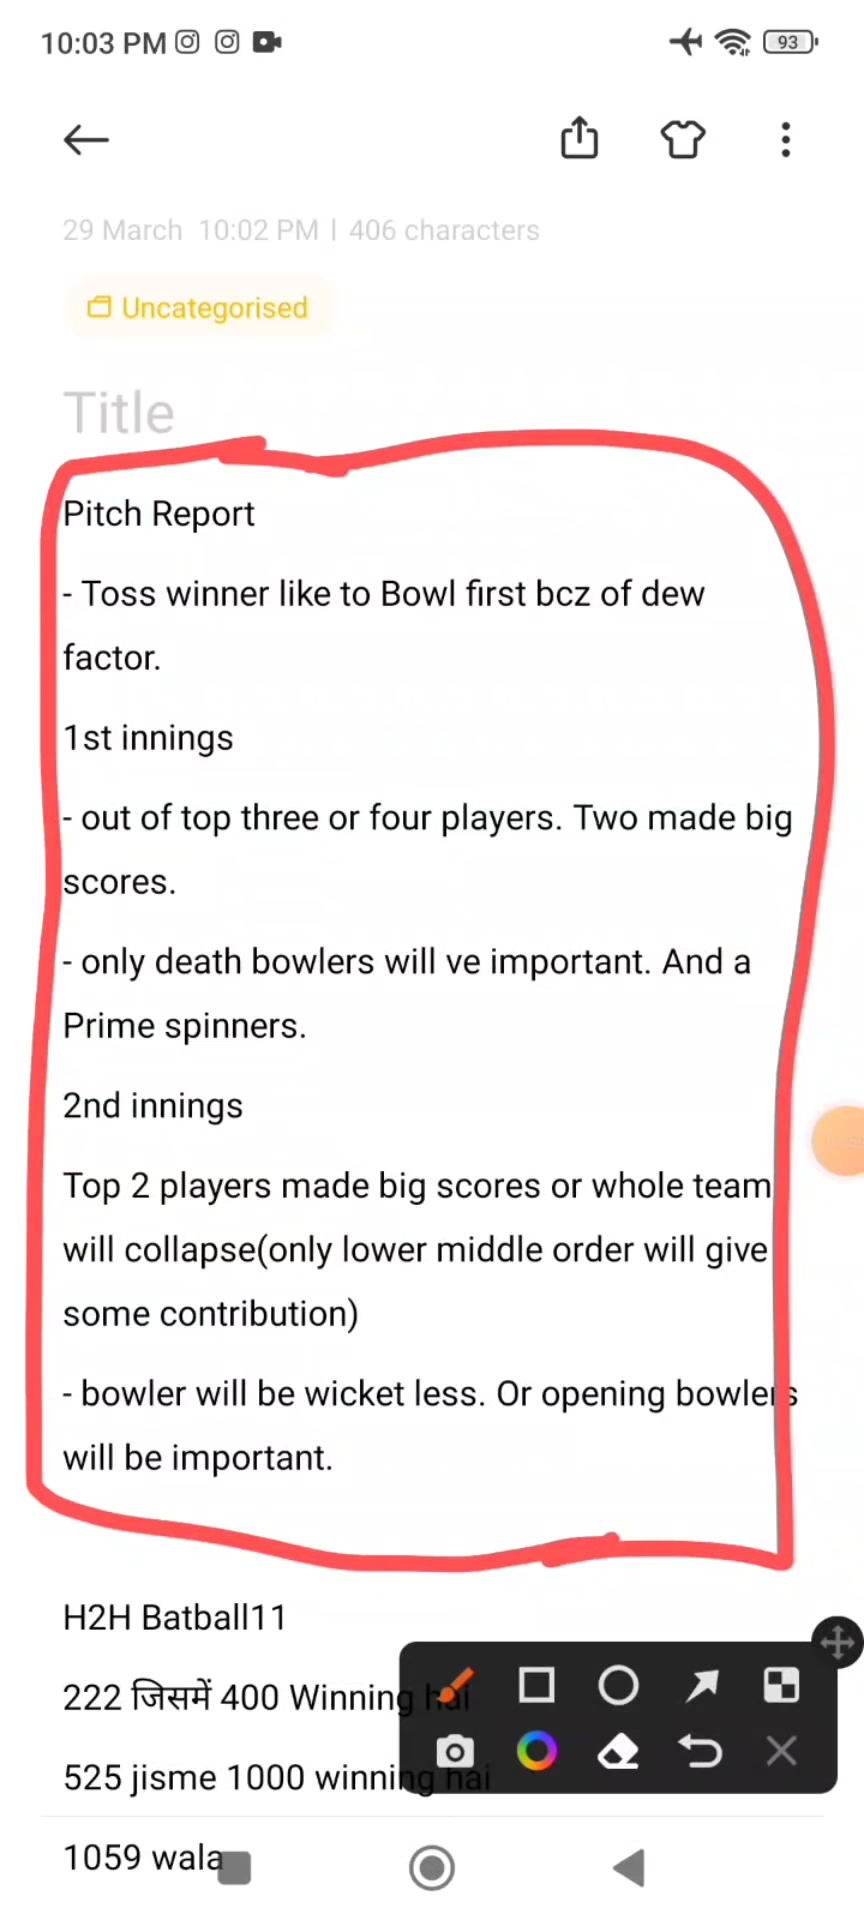 10:03 PM
93
29 March 10:02 PM | 406 characters
Uncategorised
Title
Pitch Report
- Toss winner like to Bowl first bcz of dew
factor.
1st innings
- out of top three or four players. Two made big
scores.
- only death bowlers will ve important. And a
Prime spinners.
2nd innings
Top 2 players made big scores or whole team
will collapse(only lower middle order will give
some contribution)
- bowler will be wicket less. Or opening bowlers
will be important.
H2H Batball11
222 जिसमें 400 Winning hai
525 jisme 1000 winning hai
1059 wala